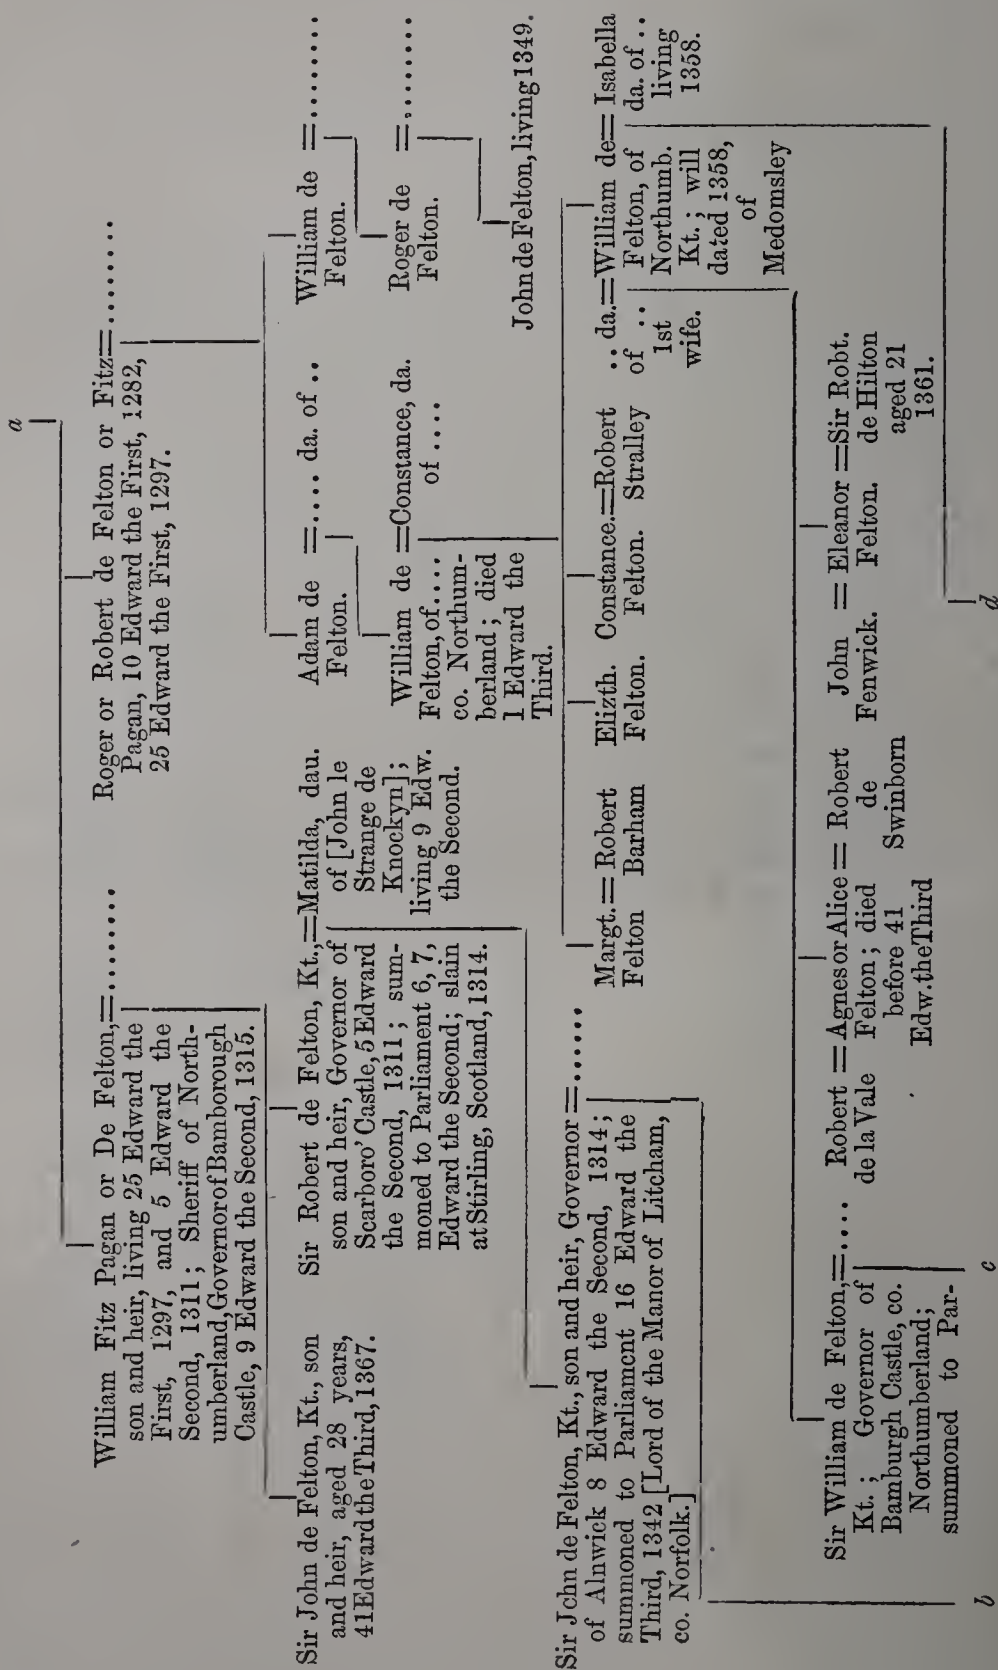 a
William Fitz Pagan or De Felton,=........
son and heir, living 25 Edward the
First, 1297, and 5 Edward the
Second, 1311; Sheriff of North-
umberland, Governor of Bamborough
Castle, 9 Edward the Second, 1315.
Roger or Robert de Felton or Fitz=........
Pagan, 10 Edward the First, 1282,
25 Edward the First, 1297.
Sir John de Felton, Kt., son
and heir, aged 28 years,
41 Edward the Third, 1367.
Sir Robert de Felton, Kt.,=Matilda, dau.
son and heir, Governor of of [John le
Scarboro' Castle, 5 Edward Strange de
the Second, 1311; sum- Knockyn];
moned to Parliament 6, 7, living 9 Edw.
Edward the Second; slain the Second.
at Stirling, Scotland, 1314.
Adam de =.... da. of ..
Felton.
William de =........
Felton.
William de =Constance, da.
Felton, of.... of ....
co. Northum-
berland; died
1 Edward the
Third.
Roger de =........
Felton.
John de Felton, living 1349.
Sir John de Felton, Kt., son and heir, Governor =......
of Alnwick 8 Edward the Second, 1314;
summoned to Parliament 16 Edward the
Third, 1342 [Lord of the Manor of Litcham,
co. Norfolk.]
Margt.=Robert Elizth. Constance.=Robert .. da.=William de=Isabella
Felton Barham Felton. Felton. Stralley of .. Felton, of da. of ..
1st Northumb. living
wife. Kt.; will 1358.
dated 1358,
of
Medomsley
Sir William de Felton,=....
Kt.; Governor of
Bamburgh Castle, co.
Northumberland;
summoned to Par-
Robert =Agnes or Alice=Robert
de la Vale Felton; died de
before 41 Swinborn
Edw. the Third
John = Eleanor =Sir Robt.
Fenwick. Felton. de Hilton
aged 21
1361.
b c d